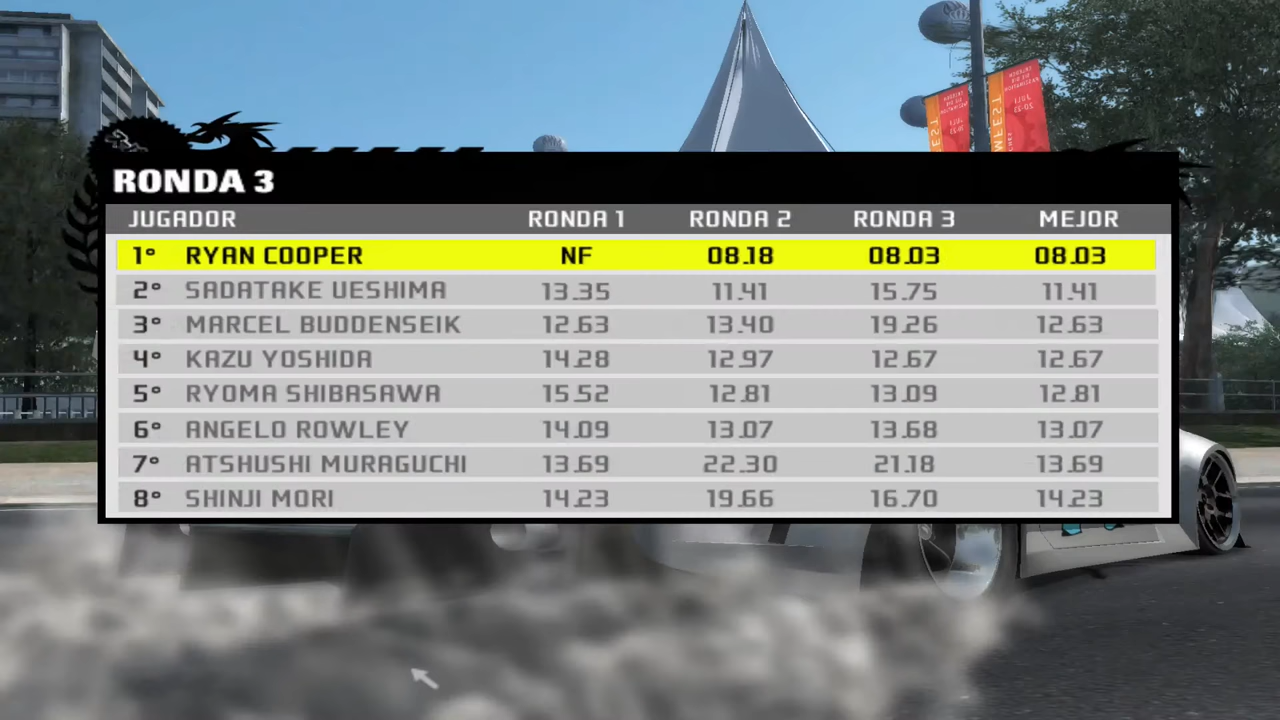 RONDA 3
JUGADOR RONDA 1 RONDA 2 RONDA 3 MEJOR
1° RYAN COOPER NF 08.18 08.03 08.03
2° SADATAKE UESHIMA 13.35 11.41 15.75 11.41
3° MARCEL BUDDENSEIK 12.63 13.40 19.26 12.63
4° KAZU YOSHIDA 14.28 12.97 12.67 12.67
5° RYOMA SHIBASAWA 15.52 12.81 13.09 12.81
6° ANGELO ROWLEY 14.09 13.07 13.68 13.07
7° ATSHUSHI MURAGUCHI 13.69 22.30 21.18 13.69
8° SHINJI MORI 14.23 19.66 16.70 14.23